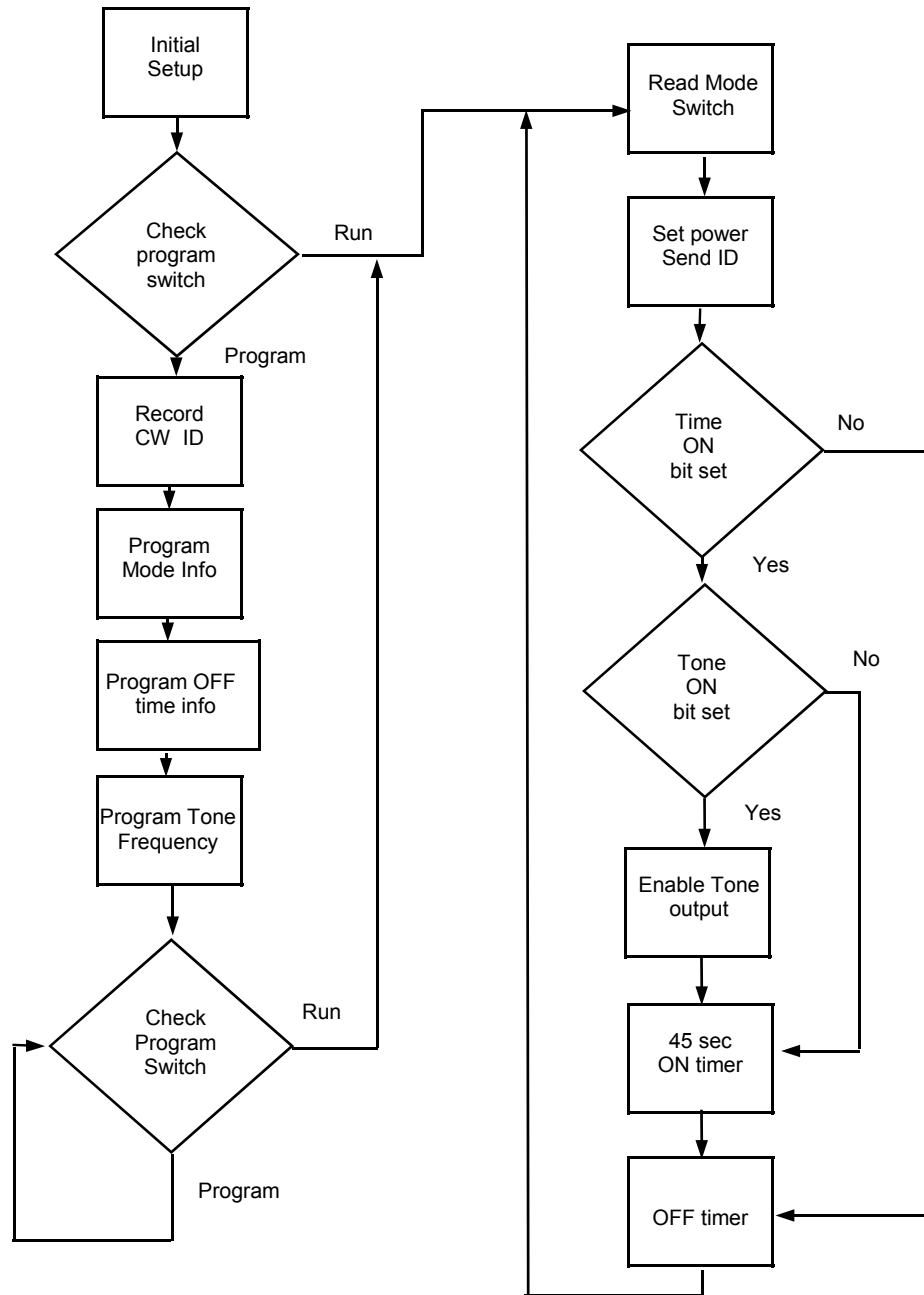 Initial
Setup
Check
program
switch
Run
Program
Record
CW ID
Program
Mode Info
Program OFF
time info
Program Tone
Frequency
Check
Program
Switch
Run
Program
Read Mode
Switch
Set power
Send ID
Time
ON
bit set
No
Yes
Tone
ON
bit set
No
Yes
Enable Tone
output
45 sec
ON timer
OFF timer